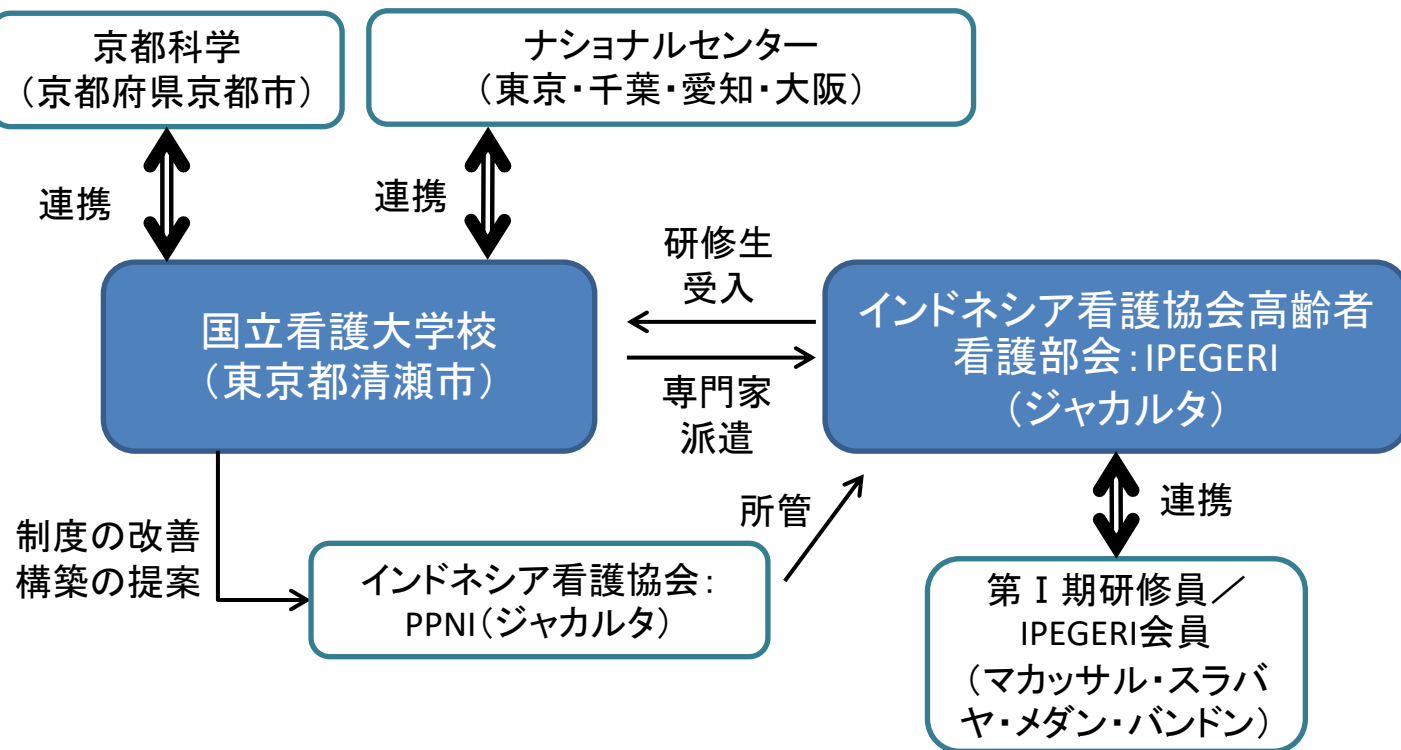 京都科学
（京都府県京都市）
ナショナルセンター
（東京・千葉・愛知・大阪）
連携
連携
研修生
受入
国立看護大学校
（東京都清瀬市）
インドネシア看護協会高齢者
看護部会：IPEGERI
（ジャカルタ）
専門家
派遣
所管
連携
制度の改善
構築の提案
インドネシア看護協会：
PPNI（ジャカルタ）
第Ⅰ期研修員／
IPEGERI会員
（マカッサル・スラバ
ヤ・メダン・バンドン）